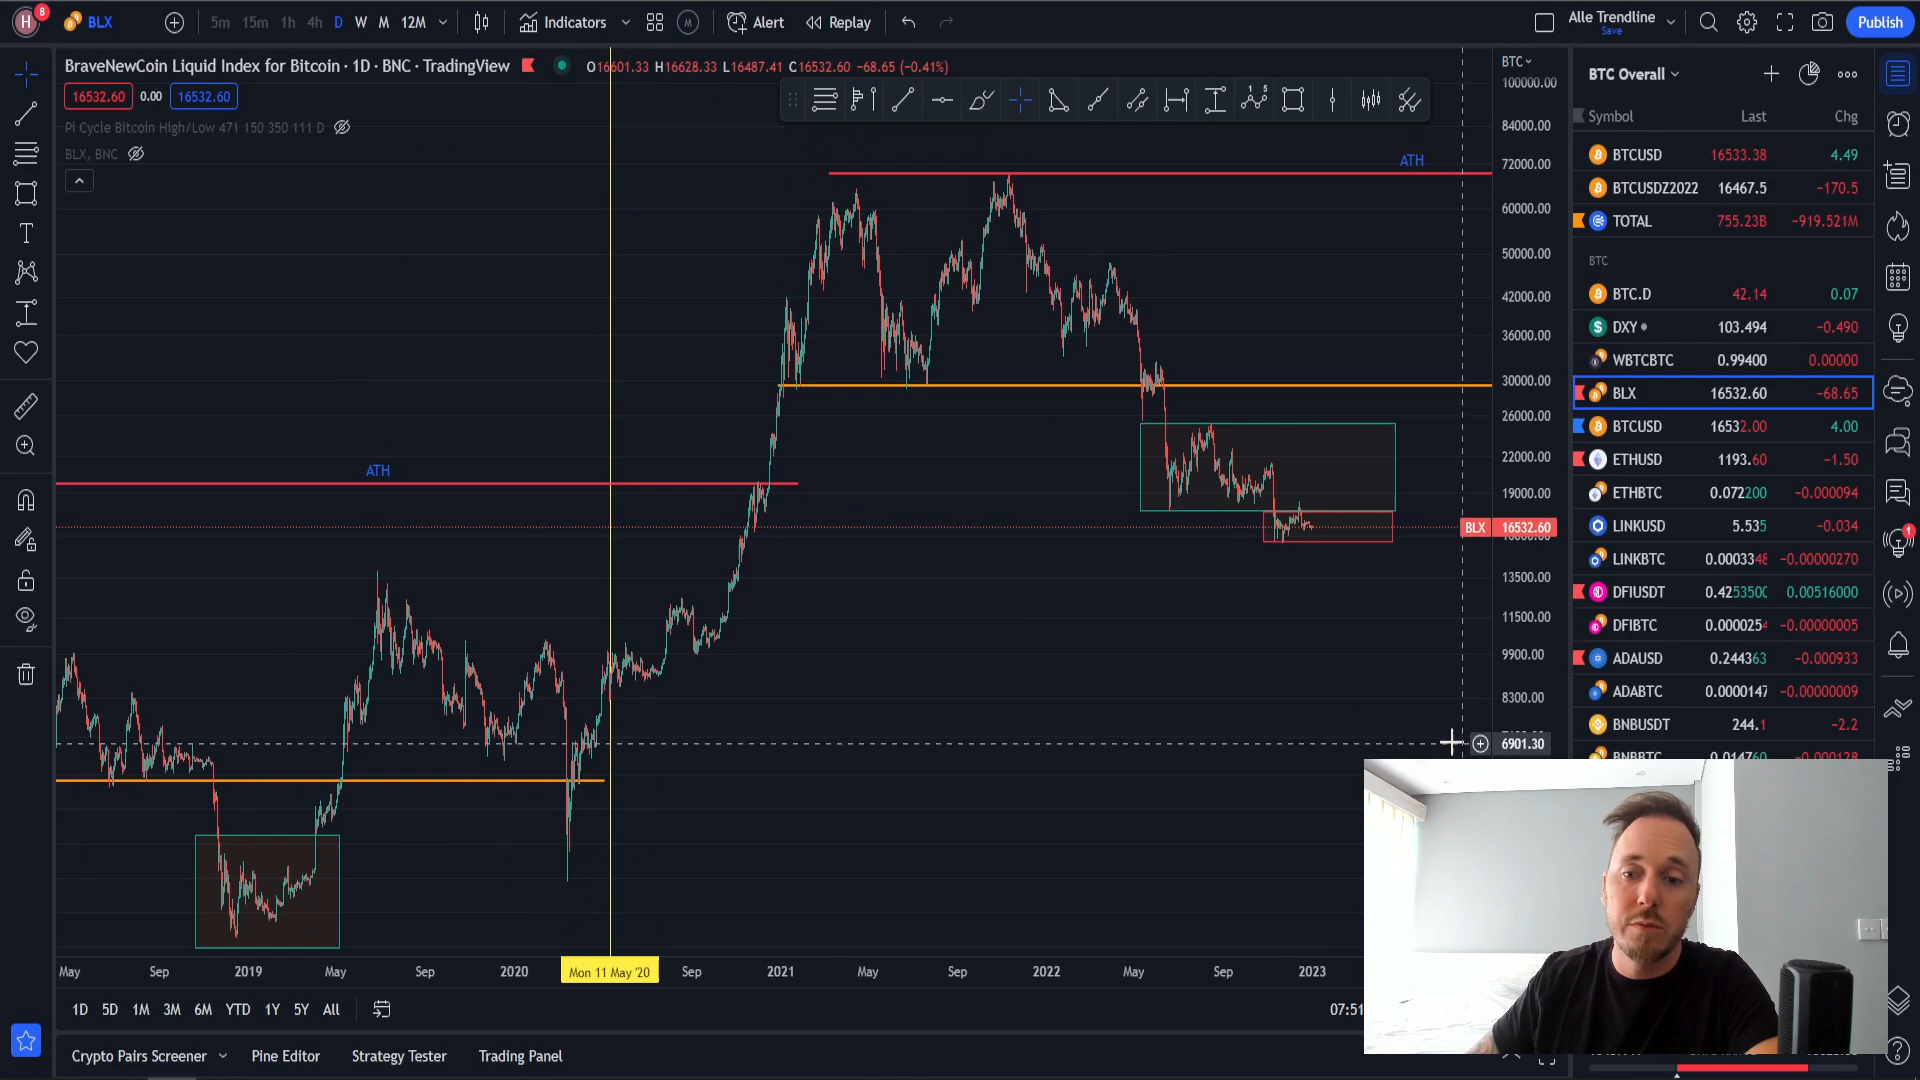 H 8 BLX 5m 15m 1h 4h D W M 12M Indicators M Alert Replay Alle Trendline Save Publish
BraveNewCoin Liquid Index for Bitcoin · 1D · BNC · TradingView O16601.33 H16628.33 L16487.41 C16532.60 −68.65 (−0.41%)
16532.60 0.00 16532.60
Pi Cycle Bitcoin High/Low 471 150 350 111 D
BLX, BNC
ATH
ATH
BTC
100000.00
84000.00
72000.00
60000.00
50000.00
42000.00
36000.00
30000.00
26000.00
22000.00
19000.00
BLX 16532.60
13500.00
11500.00
9900.00
8300.00
6901.30
May Sep 2019 May Sep 2020 Mon 11 May '20 Sep 2021 May Sep 2022 May Sep 2023
1D 5D 1M 3M 6M YTD 1Y 5Y All 07:51
Crypto Pairs Screener Pine Editor Strategy Tester Trading Panel
BTC Overall
Symbol Last Chg
BTCUSD 16533.38 4.49
BTCUSDZ2022 16467.5 −170.5
TOTAL 755.23B −919.521M
BTC
BTC.D 42.14 0.07
DXY 103.494 −0.490
WBTCBTC 0.99400 0.00000
BLX 16532.60 −68.65
BTCUSD 16532.00 4.00
ETHUSD 1193.60 −1.50
ETHBTC 0.072200 −0.000094
LINKUSD 5.535 −0.034
LINKBTC 0.0003348 −0.00000270
DFIUSDT 0.4253500 0.00516000
DFIBTC 0.0000254 −0.00000005
ADAUSD 0.244363 −0.000933
ADABTC 0.0000147 −0.00000009
BNBUSDT 244.1 −2.2
BNBBTC 0.014760 −0.000128
1